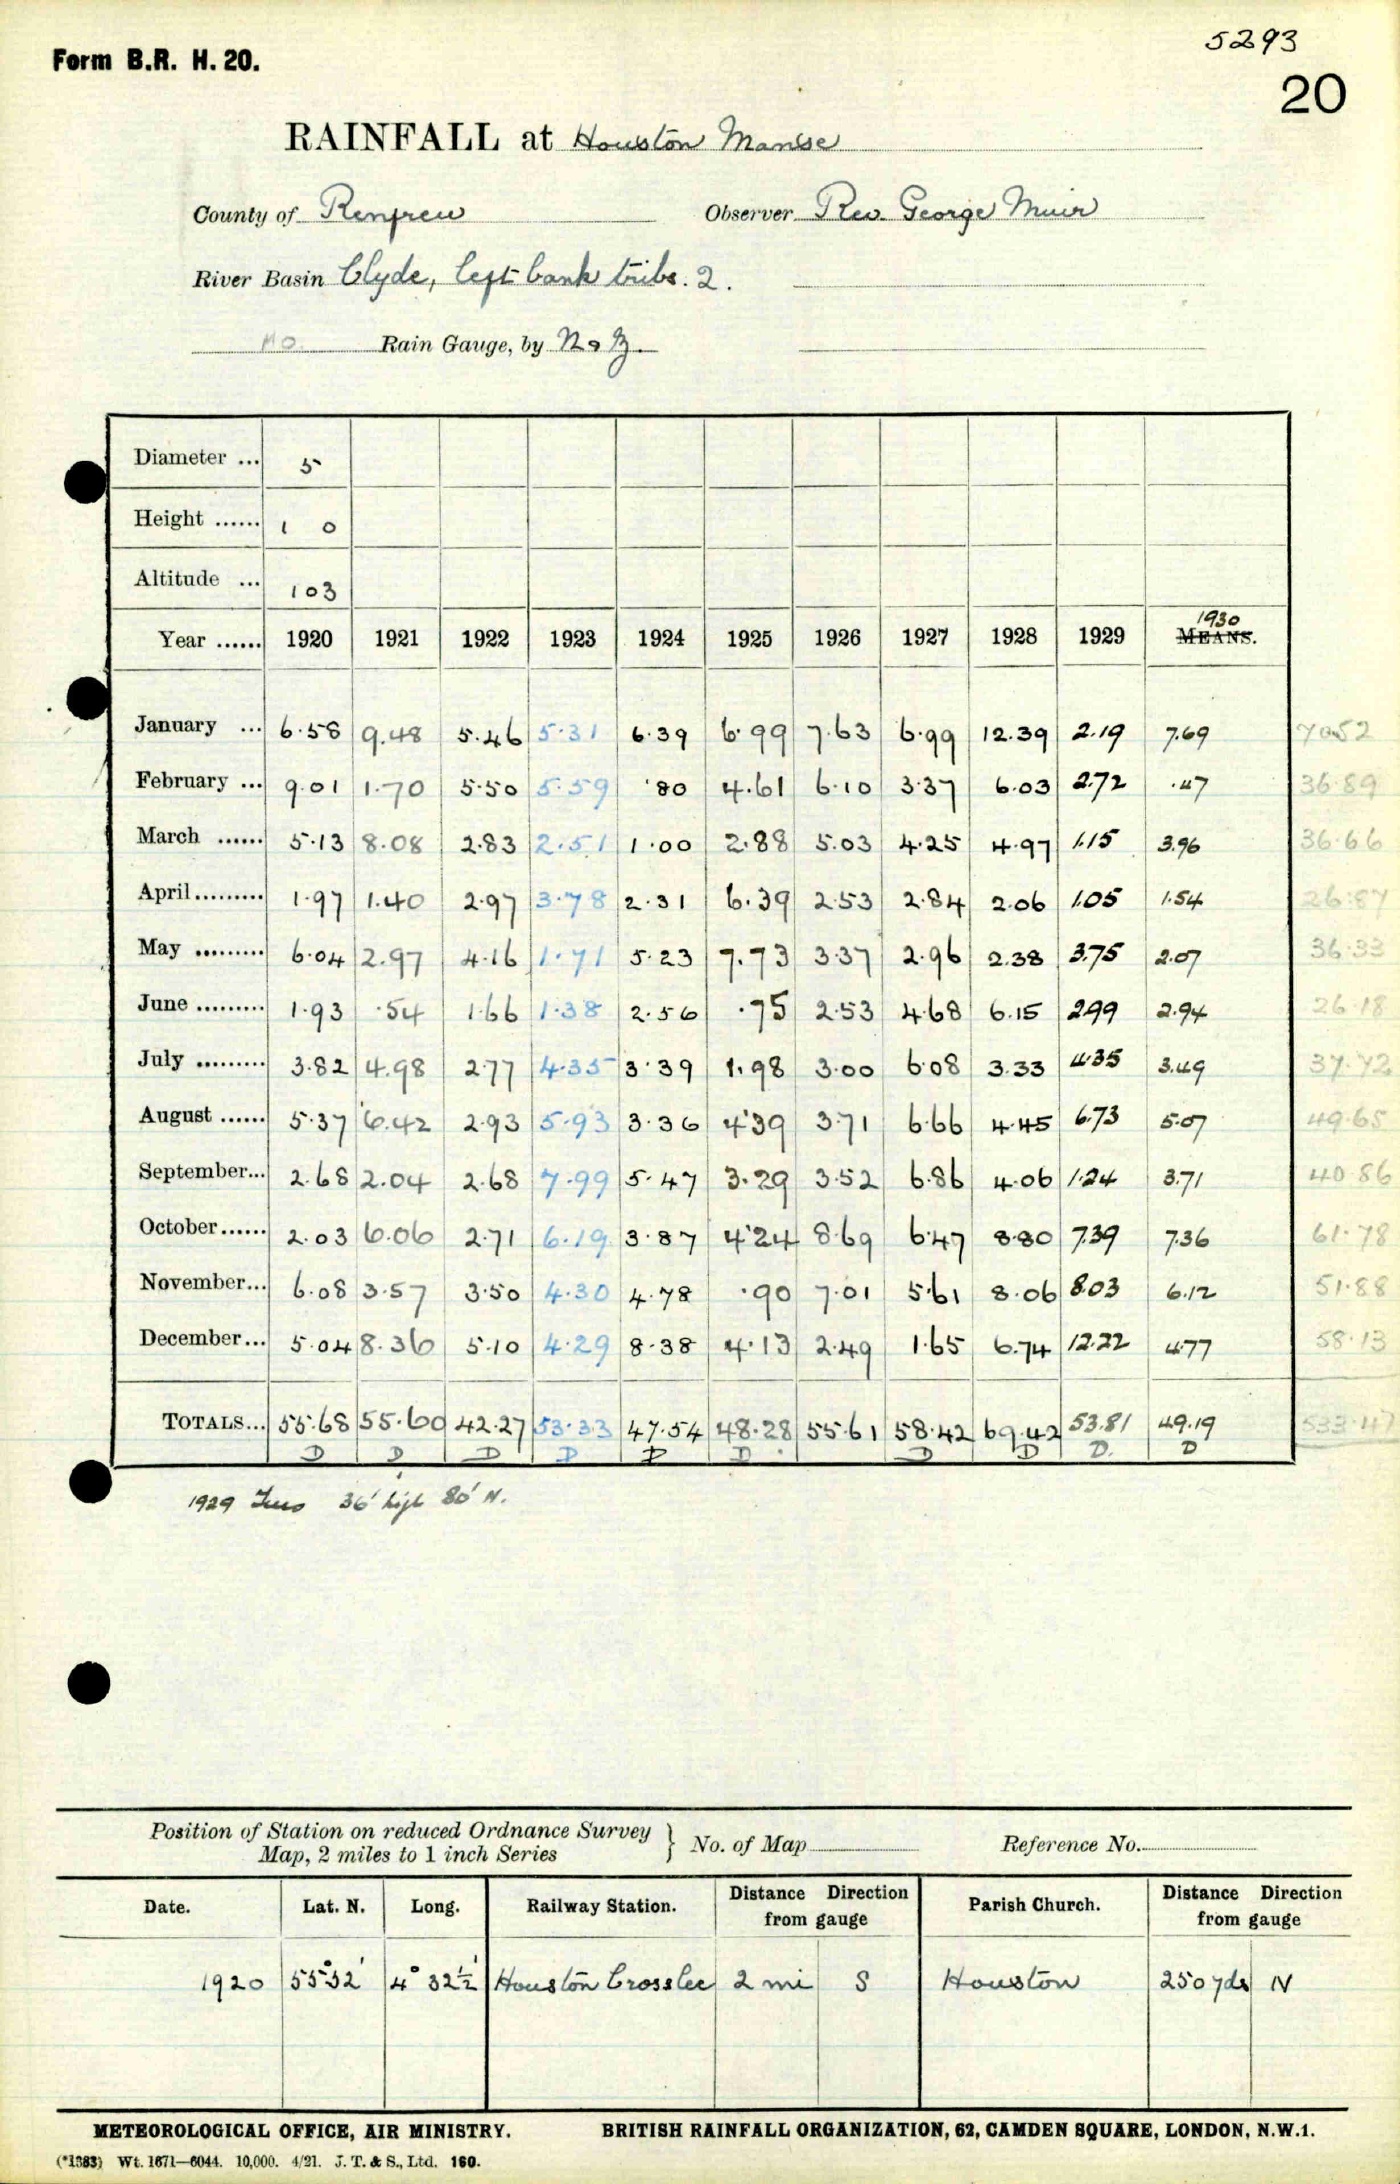 5293
Form B.R. H. 20.
20
RAINFALL at Houston Manse
County of Renfrew Observer Rev. George Muir
River Basin Clyde, left bank tribs. 2.
MO. Rain Gauge, by N & Z.
Diameter ... 5
Height ...... 1 0
Altitude ... 103
1930
Year ...... 1920 1921 1922 1923 1924 1925 1926 1927 1928 1929 MEANS.
January ... 6.58 9.48 5.46 5.31 6.39 6.99 7.63 6.99 12.39 2.19 7.69 70.52
February ... 9.01 1.70 5.50 5.59 .80 4.61 6.10 3.37 6.03 2.72 .47 36.89
March ...... 5.13 8.08 2.83 2.51 1.00 2.88 5.03 4.25 4.97 1.15 3.96 36.66
April ......... 1.97 1.40 2.97 3.78 2.31 6.39 2.53 2.84 2.06 1.05 1.54 26.87
May ......... 6.04 2.97 4.16 1.71 5.23 7.73 3.37 2.96 2.38 3.75 2.07 36.33
June ......... 1.93 .54 1.66 1.38 2.56 .75 2.53 4.68 6.15 2.99 2.94 26.18
July ......... 3.82 4.98 2.77 4.35 3.39 1.98 3.00 6.08 3.33 4.35 3.49 37.72
August ...... 5.37 6.42 2.93 5.93 3.36 4.39 3.71 6.66 4.45 6.73 5.07 49.65
September... 2.68 2.04 2.68 7.99 5.47 3.29 3.52 6.86 4.06 1.24 3.71 40.86
October...... 2.03 6.06 2.71 6.19 3.87 4.24 8.69 6.47 8.80 7.39 7.36 61.78
November... 6.08 3.57 3.50 4.30 4.78 .90 7.01 5.61 8.06 8.03 6.12 51.88
December... 5.04 8.36 5.10 4.29 8.38 4.13 2.49 1.65 6.74 12.22 4.77 58.13
TOTALS... 55.68 55.60 42.27 53.33 47.54 48.28 55.61 58.42 69.42 53.81 49.19 533.47
D D D D D D D D D. D
1929 36' high 80' N.
Position of Station on reduced Ordnance Survey
Map, 2 miles to 1 inch Series } No. of Map Reference No.
Date. Lat. N. Long. Railway Station. Distance Direction from gauge Parish Church. Distance Direction from gauge
1920 55° 52' 4° 32½' Houston Crosslee 2 mi S Houston 250 yds N
METEOROLOGICAL OFFICE, AIR MINISTRY. BRITISH RAINFALL ORGANIZATION, 62, CAMDEN SQUARE, LONDON, N.W.1.
(*1383) Wt. 1671—6044. 10,000. 4/21. J. T. & S., Ltd. 160.